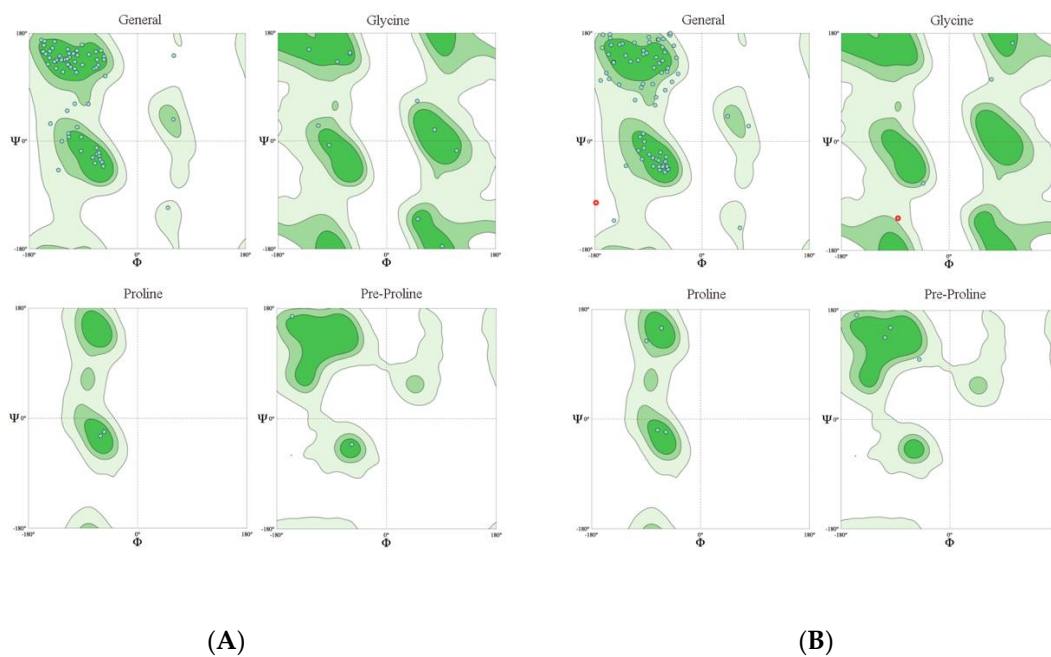 General Glycine General Glycine
180° 180°
Ψ 0° Ψ 0° Ψ 0° Ψ 0°
-180° -180° -180° -180°
-180° 0° 180° -180° 0° 180° -180° 0° 180° -180° 0°
Φ Φ Φ Φ
Proline Pre-Proline Proline Pre-Proline
180° 180° 180° 180°
Ψ 0° Ψ 0° Ψ 0° Ψ 0°
-180° -180° -180° -180°
-180° 0° 180° -180° 0° 180° -180° 0° 180° -180° 0°
Φ Φ Φ Φ
(A) (B)